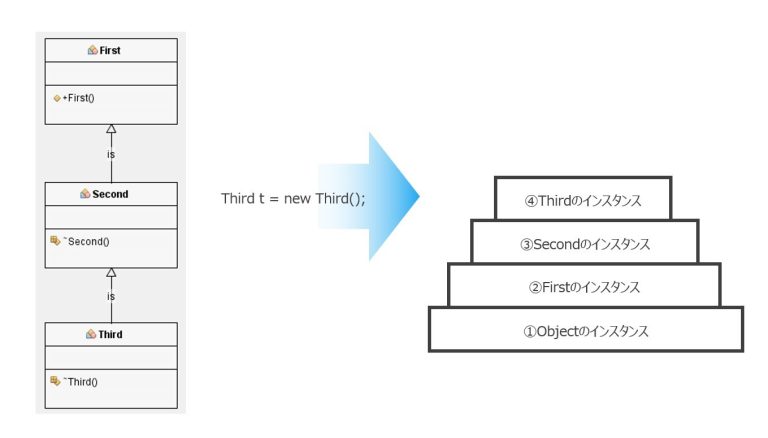 First
+First()
is
Second
~Second()
is
Third
~Third()
Third t = new Third();
④Thirdのインスタンス
③Secondのインスタンス
②Firstのインスタンス
①Objectのインスタンス